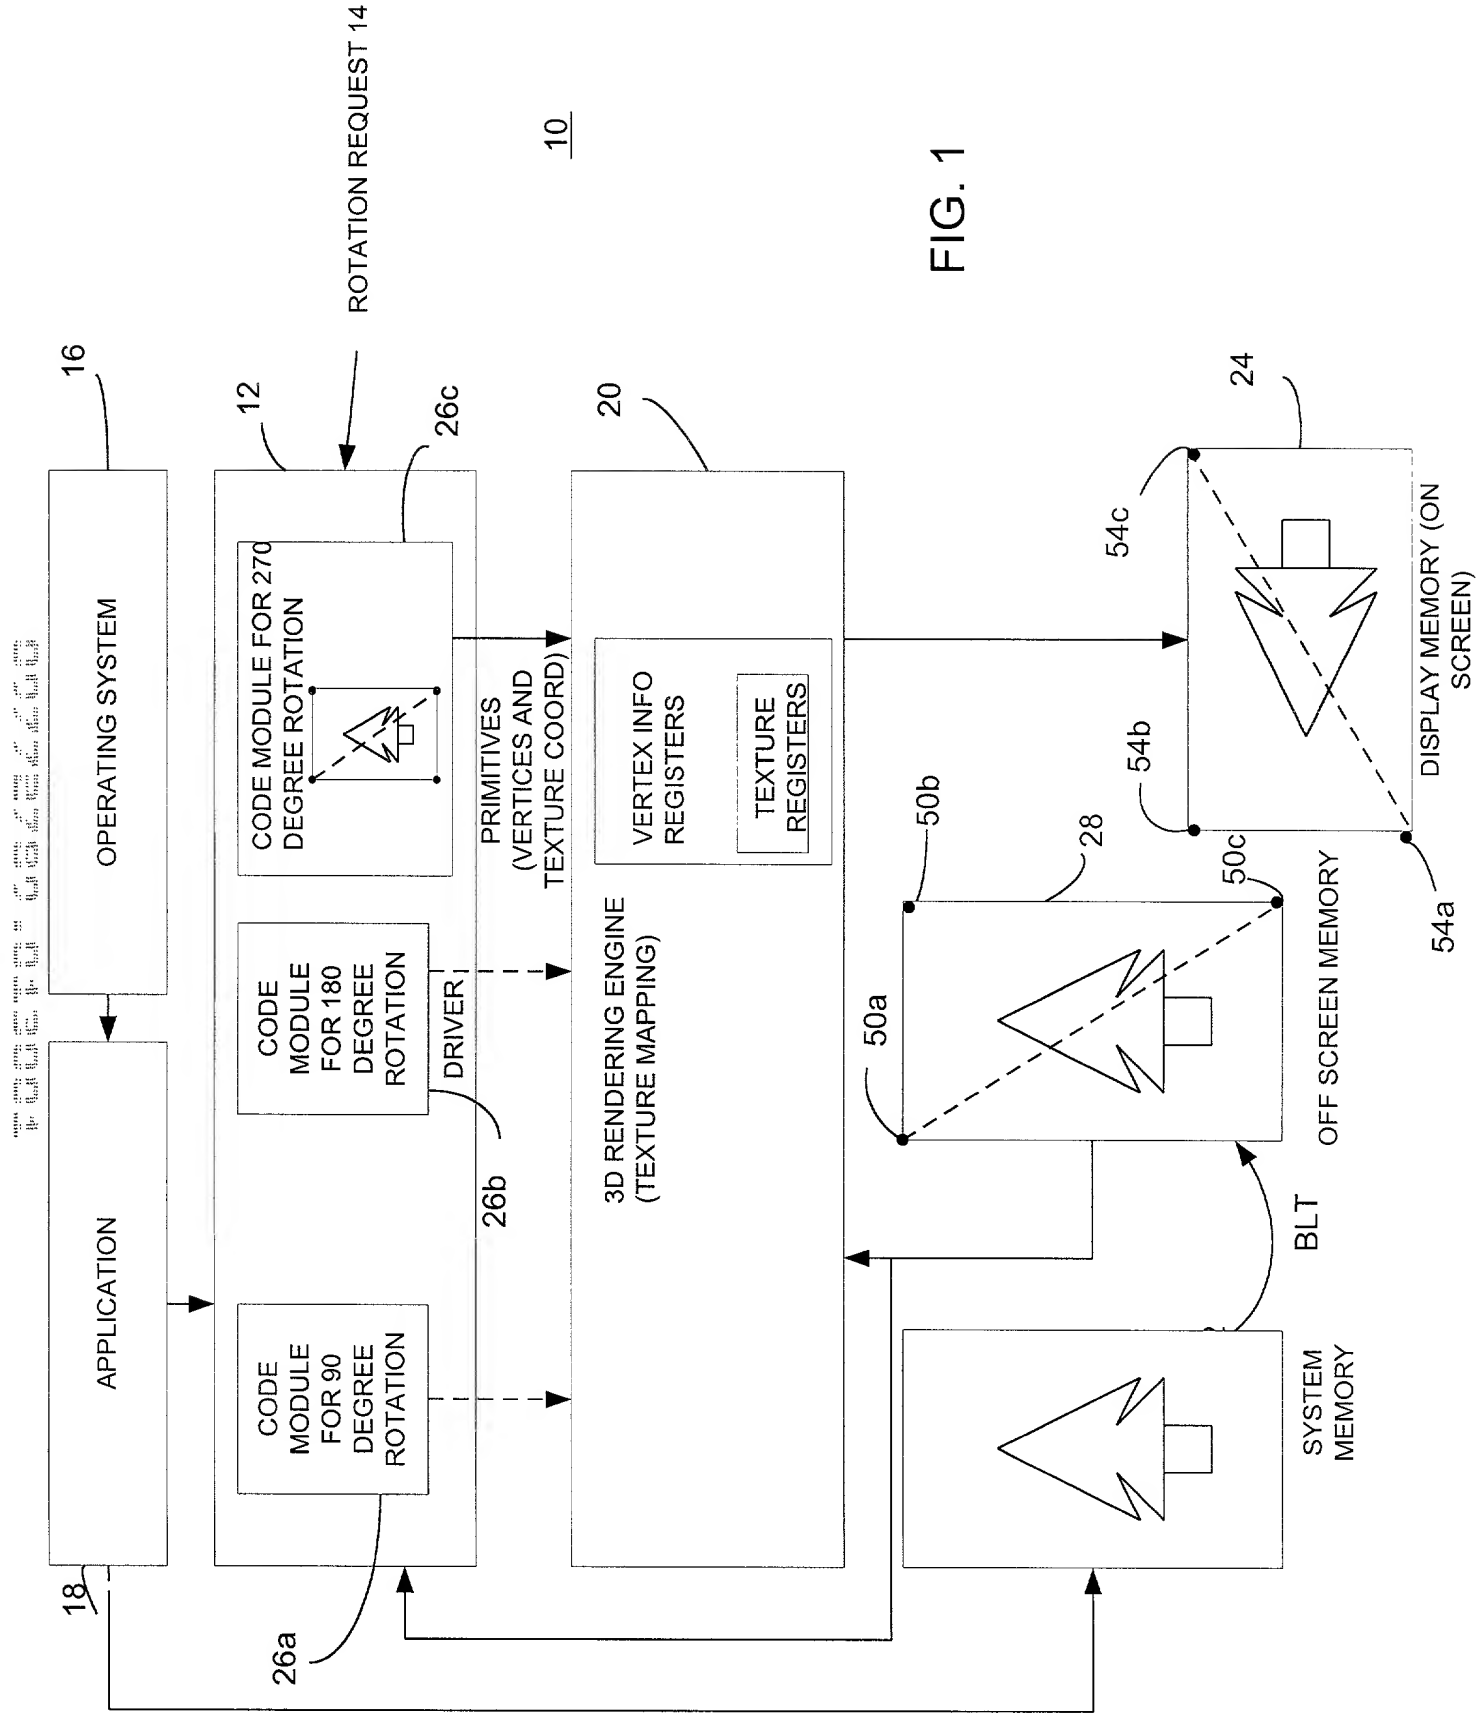 18
APPLICATION
OPERATING SYSTEM
16
26a
CODE
MODULE
FOR 90
DEGREE
ROTATION
26b
CODE
MODULE
FOR 180
DEGREE
ROTATION
DRIVER
CODE MODULE FOR 270
DEGREE ROTATION
12
26c
ROTATION REQUEST 14
PRIMITIVES
(VERTICES AND
TEXTURE COORD)
10
3D RENDERING ENGINE
(TEXTURE MAPPING)
VERTEX INFO
REGISTERS
TEXTURE
REGISTERS
20
FIG. 1
SYSTEM
MEMORY
BLT
50a
50b
28
50c
OFF SCREEN MEMORY
54a
54b
54c
24
DISPLAY MEMORY (ON
SCREEN)